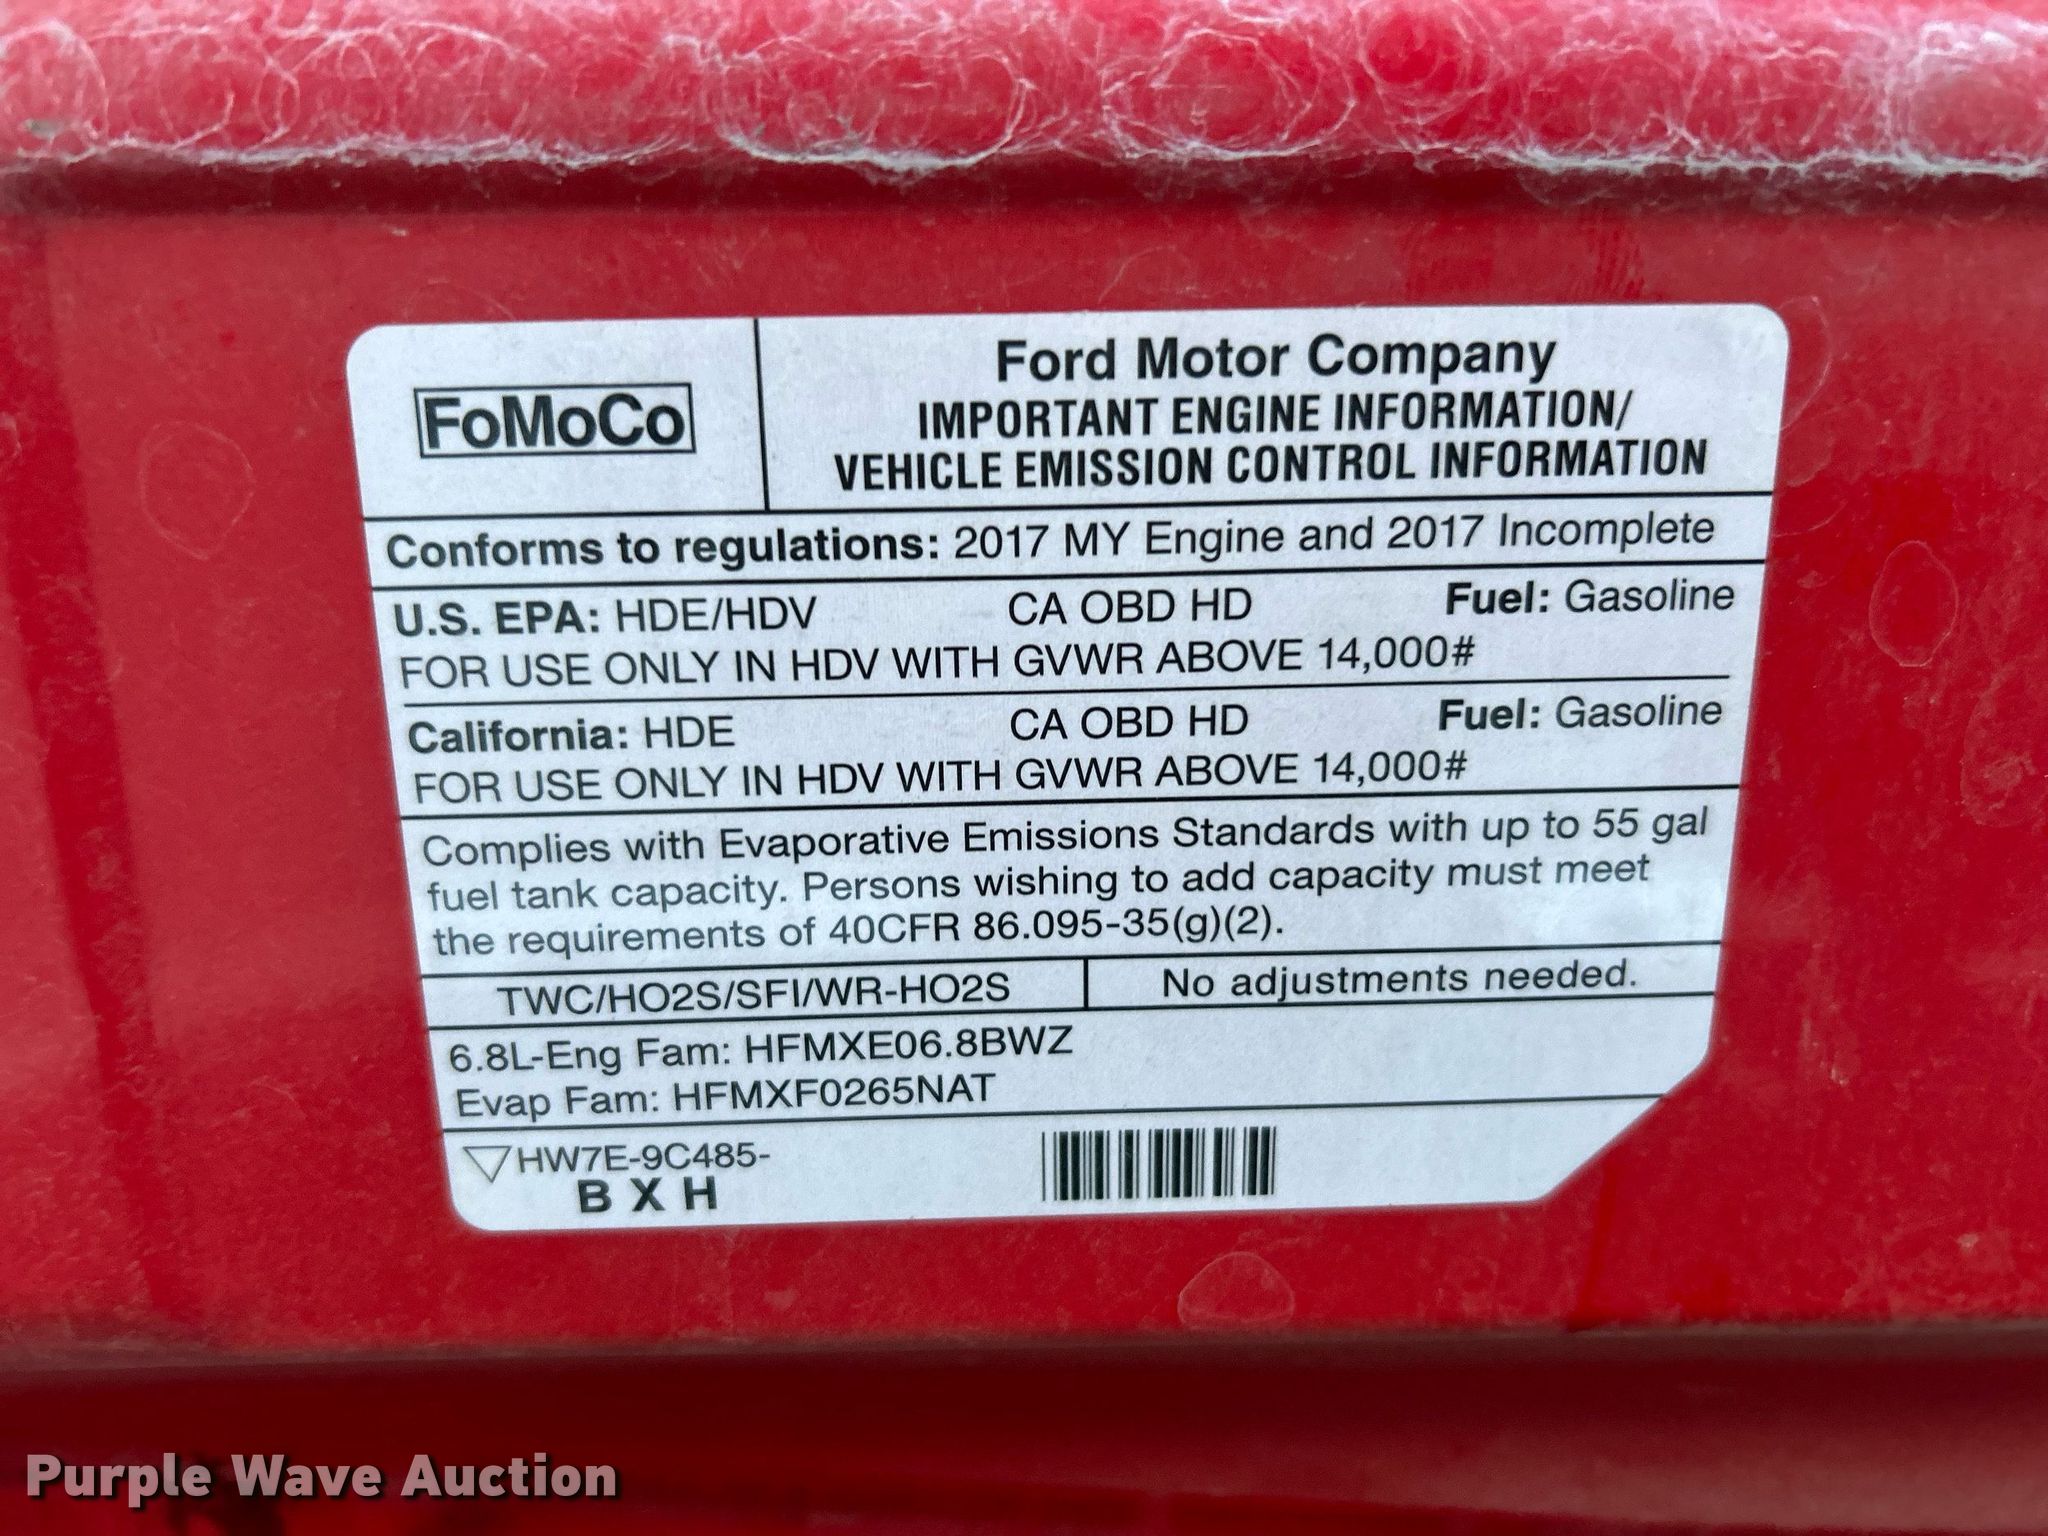 FoMoCo
Ford Motor Company
IMPORTANT ENGINE INFORMATION/
VEHICLE EMISSION CONTROL INFORMATION
Conforms to regulations: 2017 MY Engine and 2017 Incomplete
U.S. EPA: HDE/HDV CA OBD HD Fuel: Gasoline
FOR USE ONLY IN HDV WITH GVWR ABOVE 14,000#
California: HDE CA OBD HD Fuel: Gasoline
FOR USE ONLY IN HDV WITH GVWR ABOVE 14,000#
Complies with Evaporative Emissions Standards with up to 55 gal
fuel tank capacity. Persons wishing to add capacity must meet
the requirements of 40CFR 86.095-35(g)(2).
TWC/HO2S/SFI/WR-HO2S No adjustments needed.
6.8L-Eng Fam: HFMXE06.8BWZ
Evap Fam: HFMXF0265NAT
HW7E-9C485-
B X H
Purple Wave Auction